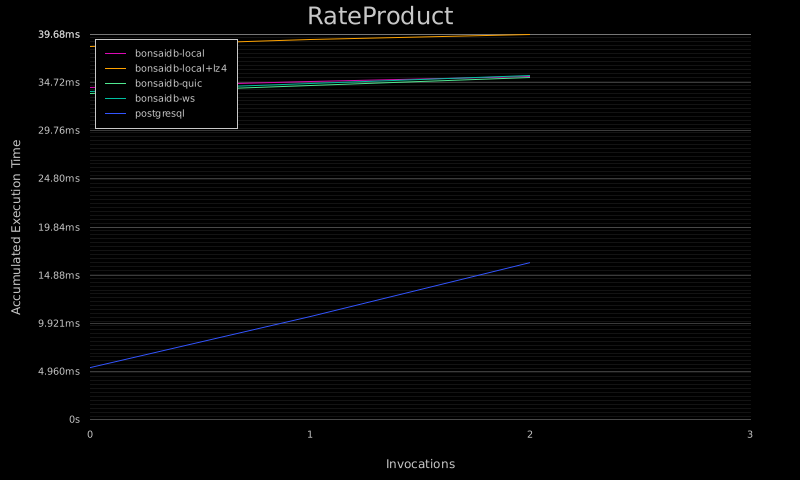 RateProduct
39.68ms
bonsaidb-local
bonsaidb-local+lz4
bonsaidb-quic
bonsaidb-ws
postgresql
34.72ms
29.76ms
24.80ms
19.84ms
14.88ms
9.921ms
4.960ms
0s
Accumulated Execution Time
0 1 2 3
Invocations